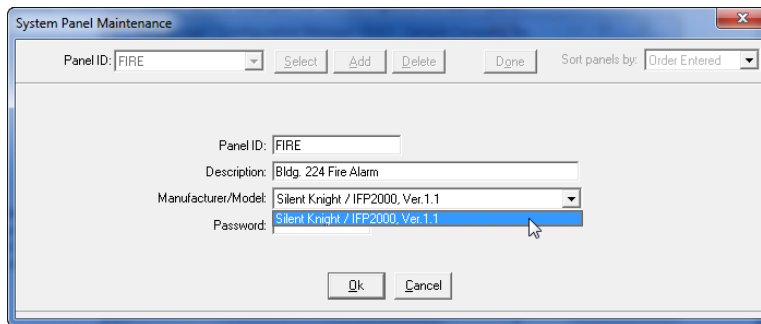 System Panel Maintenance
Panel ID: FIRE Select Add Delete Done Sort panels by: Order Entered
Panel ID: FIRE
Description: Bldg. 224 Fire Alarm
Manufacturer/Model: Silent Knight / IFP2000, Ver.1.1
Silent Knight / IFP2000, Ver.1.1
Password:
Ok Cancel